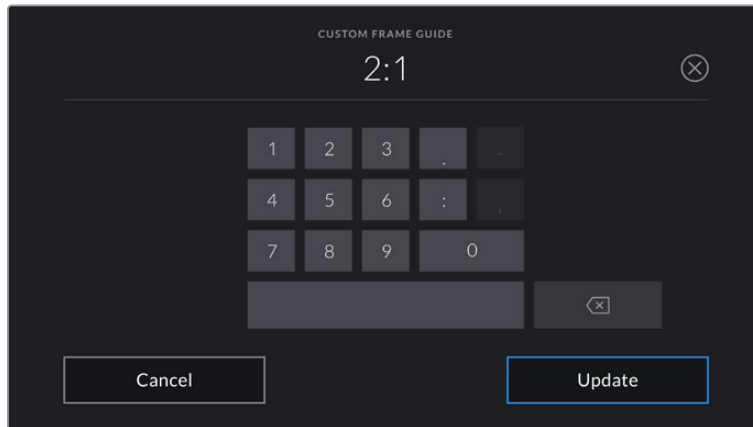 CUSTOM FRAME GUIDE
2:1
1 2 3 . -
4 5 6 : ,
7 8 9 0
Cancel Update